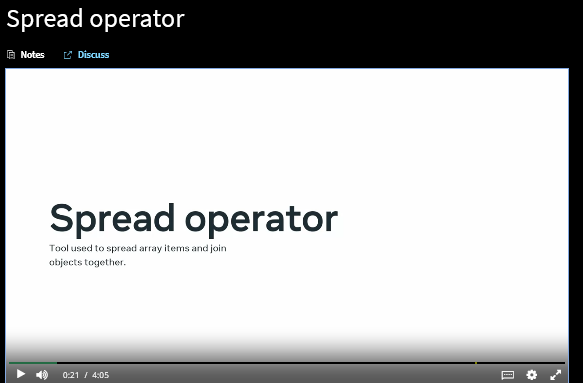 Spread operator
Notes Discuss
Spread operator
Tool used to spread array items and join
objects together.
0:21 / 4:05